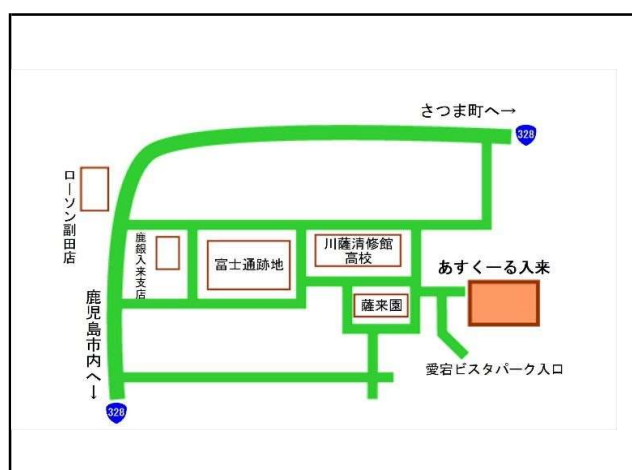 さつま町へ→
328
ローソン副田店
鹿銀入来支店
富士通跡地
川薩清修館
高校
あすくーる入来
薩来園
鹿児島市内へ→
愛宕ビスタパーク入口
328